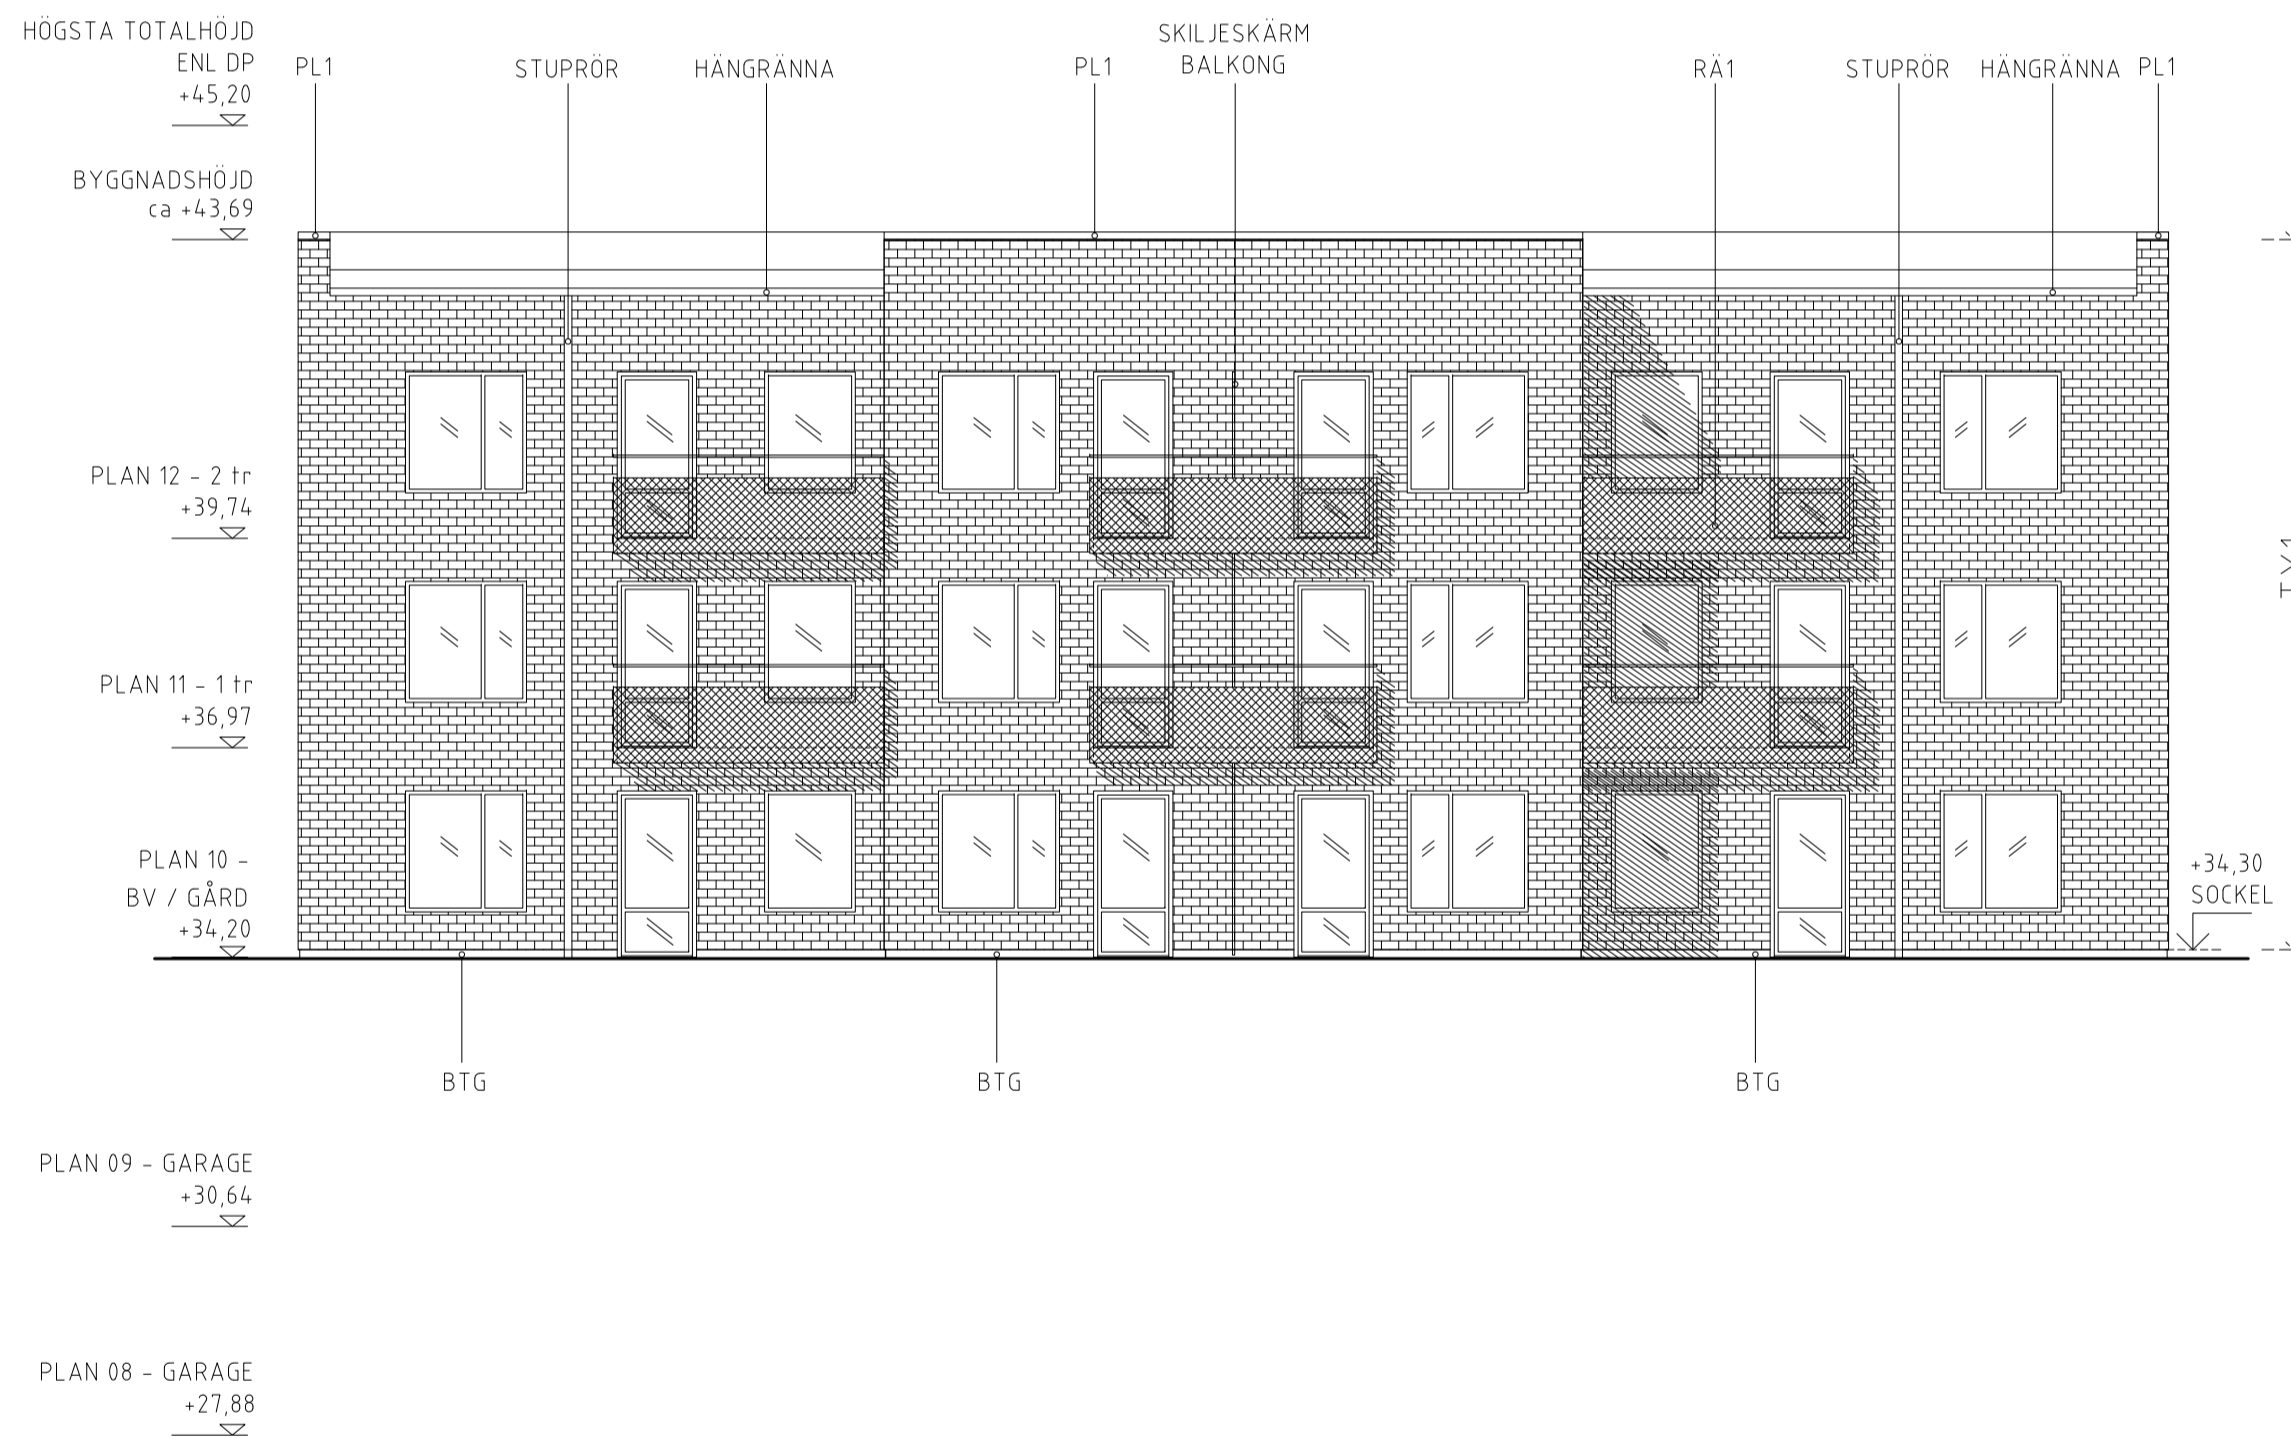 HÖGSTA TOTALHÖJD
ENL DP
+45,20
PL1
STUPRÖR
HÄNGRÄNNA
PL1
SKILJESKÄRM
BALKONG
RÄ1
STUPRÖR
HÄNGRÄNNA
PL1
BYGGNADSHÖJD
ca +43,69
PLAN 12 - 2 tr
+39,74
PLAN 11 - 1 tr
+36,97
PLAN 10 -
BV / GÅRD
+34,20
+34,30
SOCKEL
BTG
BTG
BTG
PLAN 09 - GARAGE
+30,64
PLAN 08 - GARAGE
+27,88